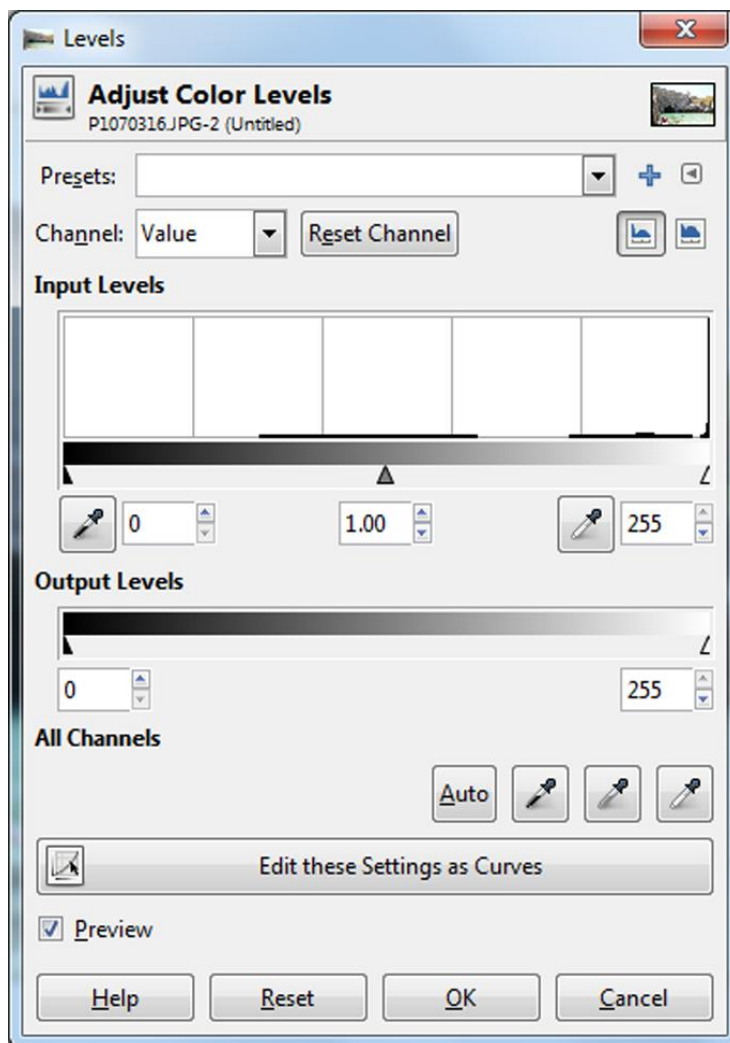 Levels
Adjust Color Levels
P1070316.JPG-2 (Untitled)
Presets:
Channel: Value Reset Channel
Input Levels
0 1.00 255
Output Levels
0 255
All Channels
Auto
Edit these Settings as Curves
Preview
Help Reset OK Cancel